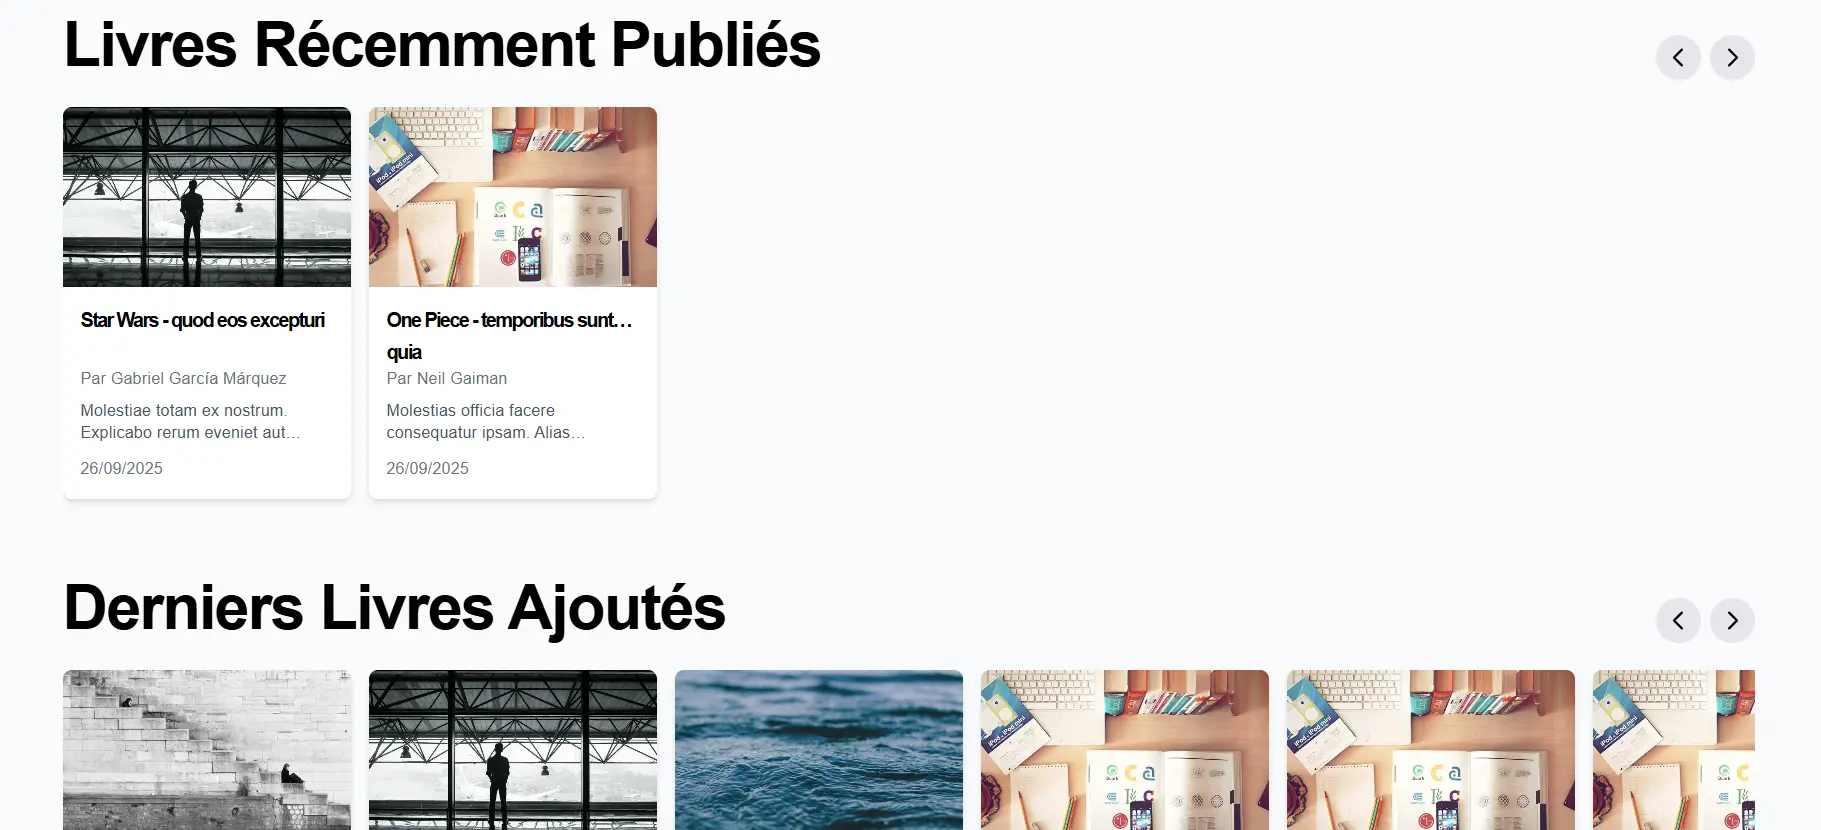 Livres Récemment Publiés
Star Wars - quod eos excepturi
Par Gabriel García Márquez
Molestiae totam ex nostrum.
Explicabo rerum eveniet aut…
26/09/2025
One Piece - temporibus sunt…
quia
Par Neil Gaiman
Molestias officia facere
consequatur ipsam. Alias…
26/09/2025
Derniers Livres Ajoutés